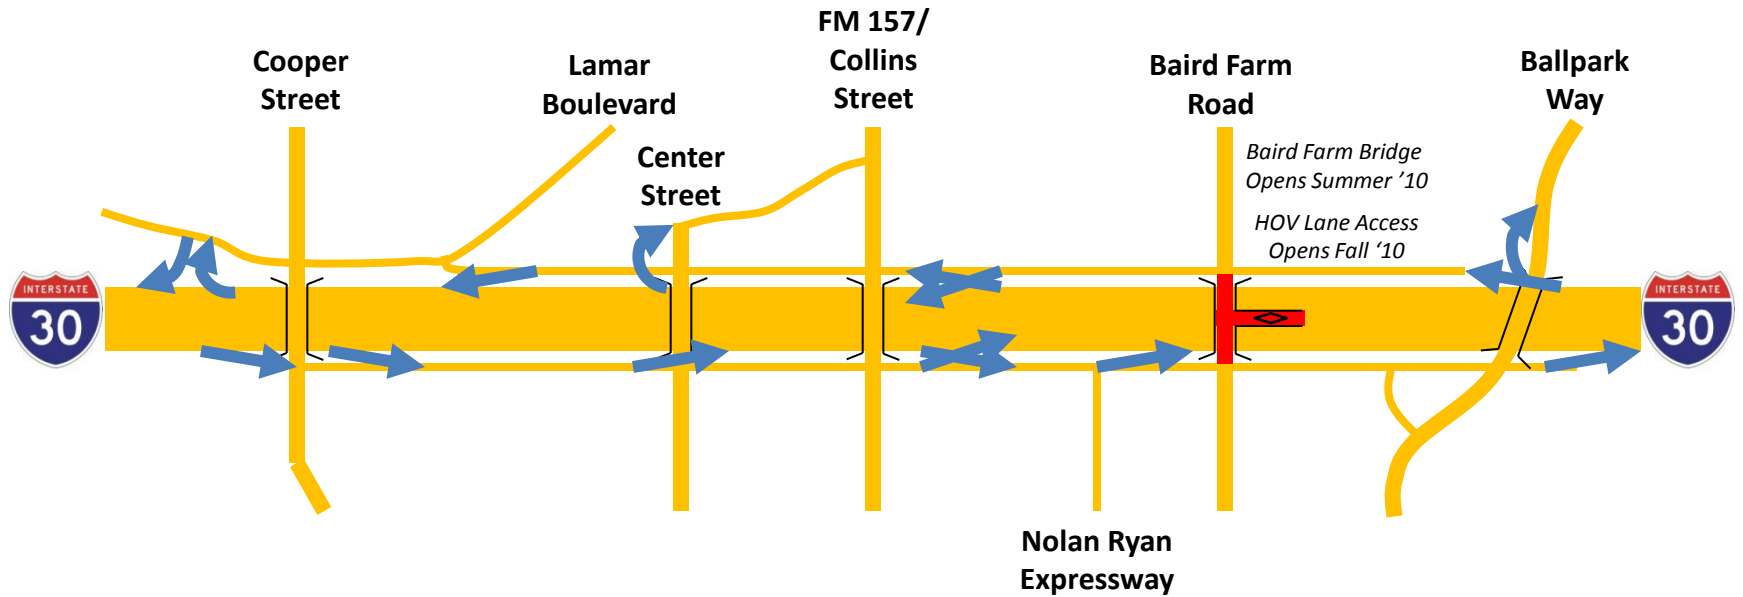 FM 157/
Collins
Street
Cooper
Street
Lamar
Boulevard
Baird Farm
Road
Ballpark
Way
Center
Street
Baird Farm Bridge
Opens Summer ’10
HOV Lane Access
Opens Fall ‘10
INTERSTATE
30
INTERSTATE
30
Nolan Ryan
Expressway